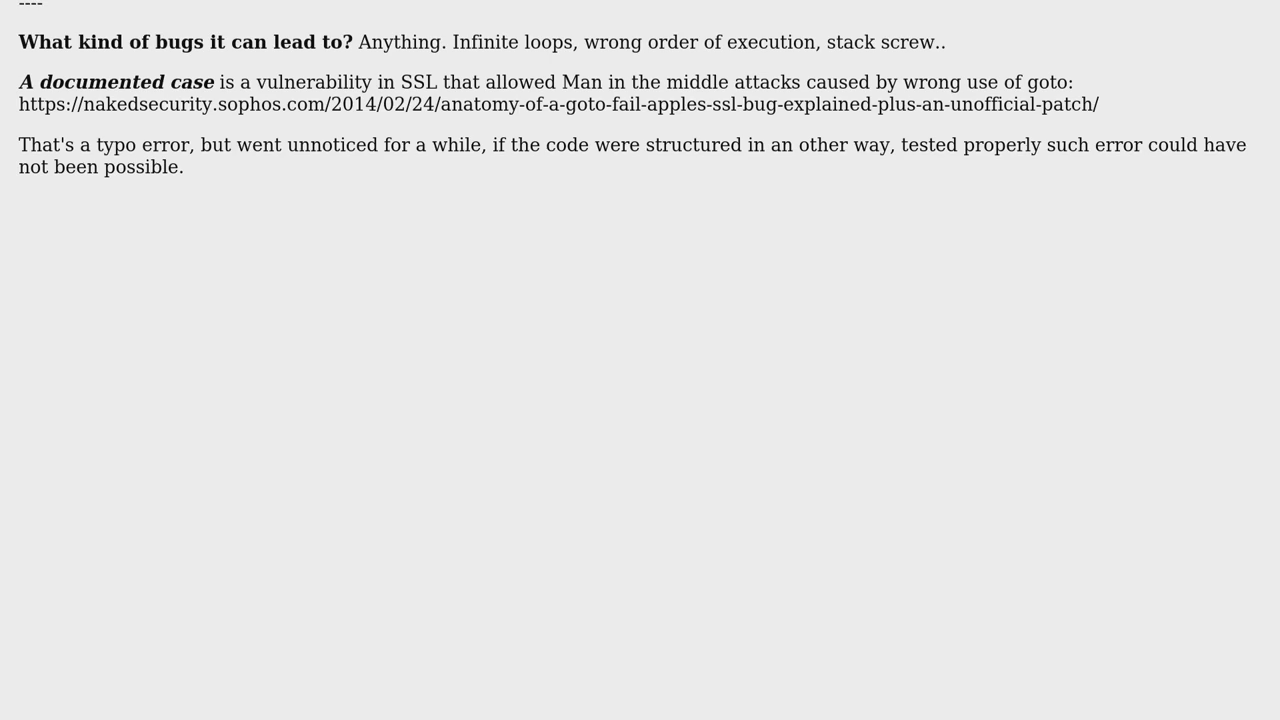 ----
What kind of bugs it can lead to? Anything. Infinite loops, wrong order of execution, stack screw..
A documented case is a vulnerability in SSL that allowed Man in the middle attacks caused by wrong use of goto:
https://nakedsecurity.sophos.com/2014/02/24/anatomy-of-a-goto-fail-apples-ssl-bug-explained-plus-an-unofficial-patch/
That's a typo error, but went unnoticed for a while, if the code were structured in an other way, tested properly such error could have
not been possible.